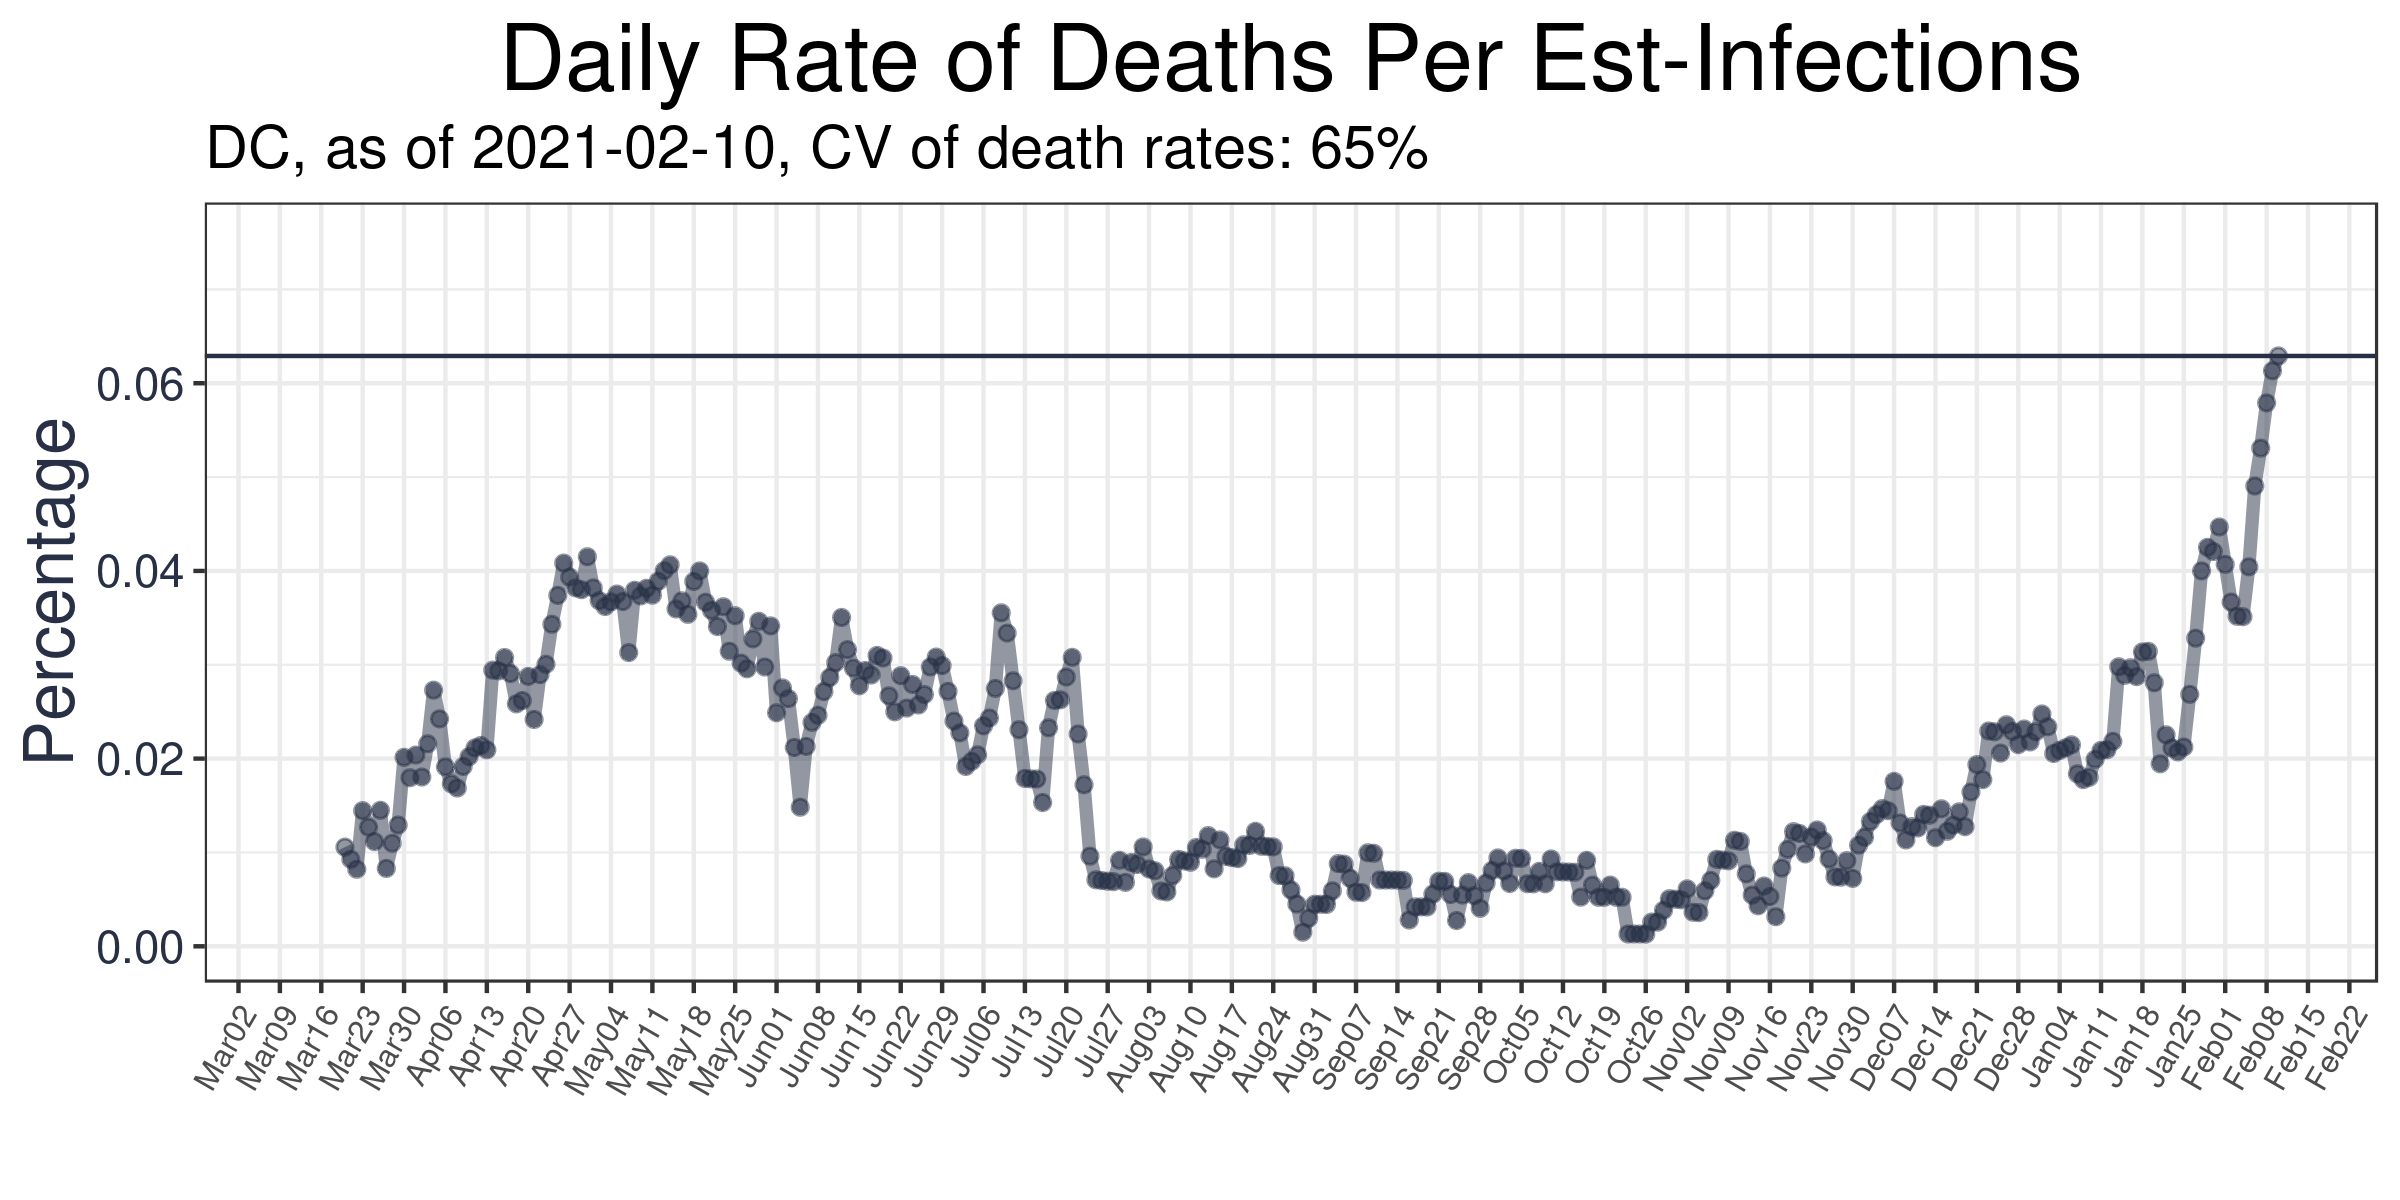 Daily Rate of Deaths Per Est-Infections
DC, as of 2021-02-10, CV of death rates: 65%
Percentage
0.06
0.04
0.02
0.00
Mar02
Mar09
Mar16
Mar23
Mar30
Apr06
Apr13
Apr20
Apr27
May04
May11
May18
May25
Jun01
Jun08
Jun15
Jun22
Jun29
Jul06
Jul13
Jul20
Jul27
Aug03
Aug10
Aug17
Aug24
Aug31
Sep07
Sep14
Sep21
Sep28
Oct05
Oct12
Oct19
Oct26
Nov02
Nov09
Nov16
Nov23
Nov30
Dec07
Dec14
Dec21
Dec28
Jan04
Jan11
Jan18
Jan25
Feb01
Feb08
Feb15
Feb22